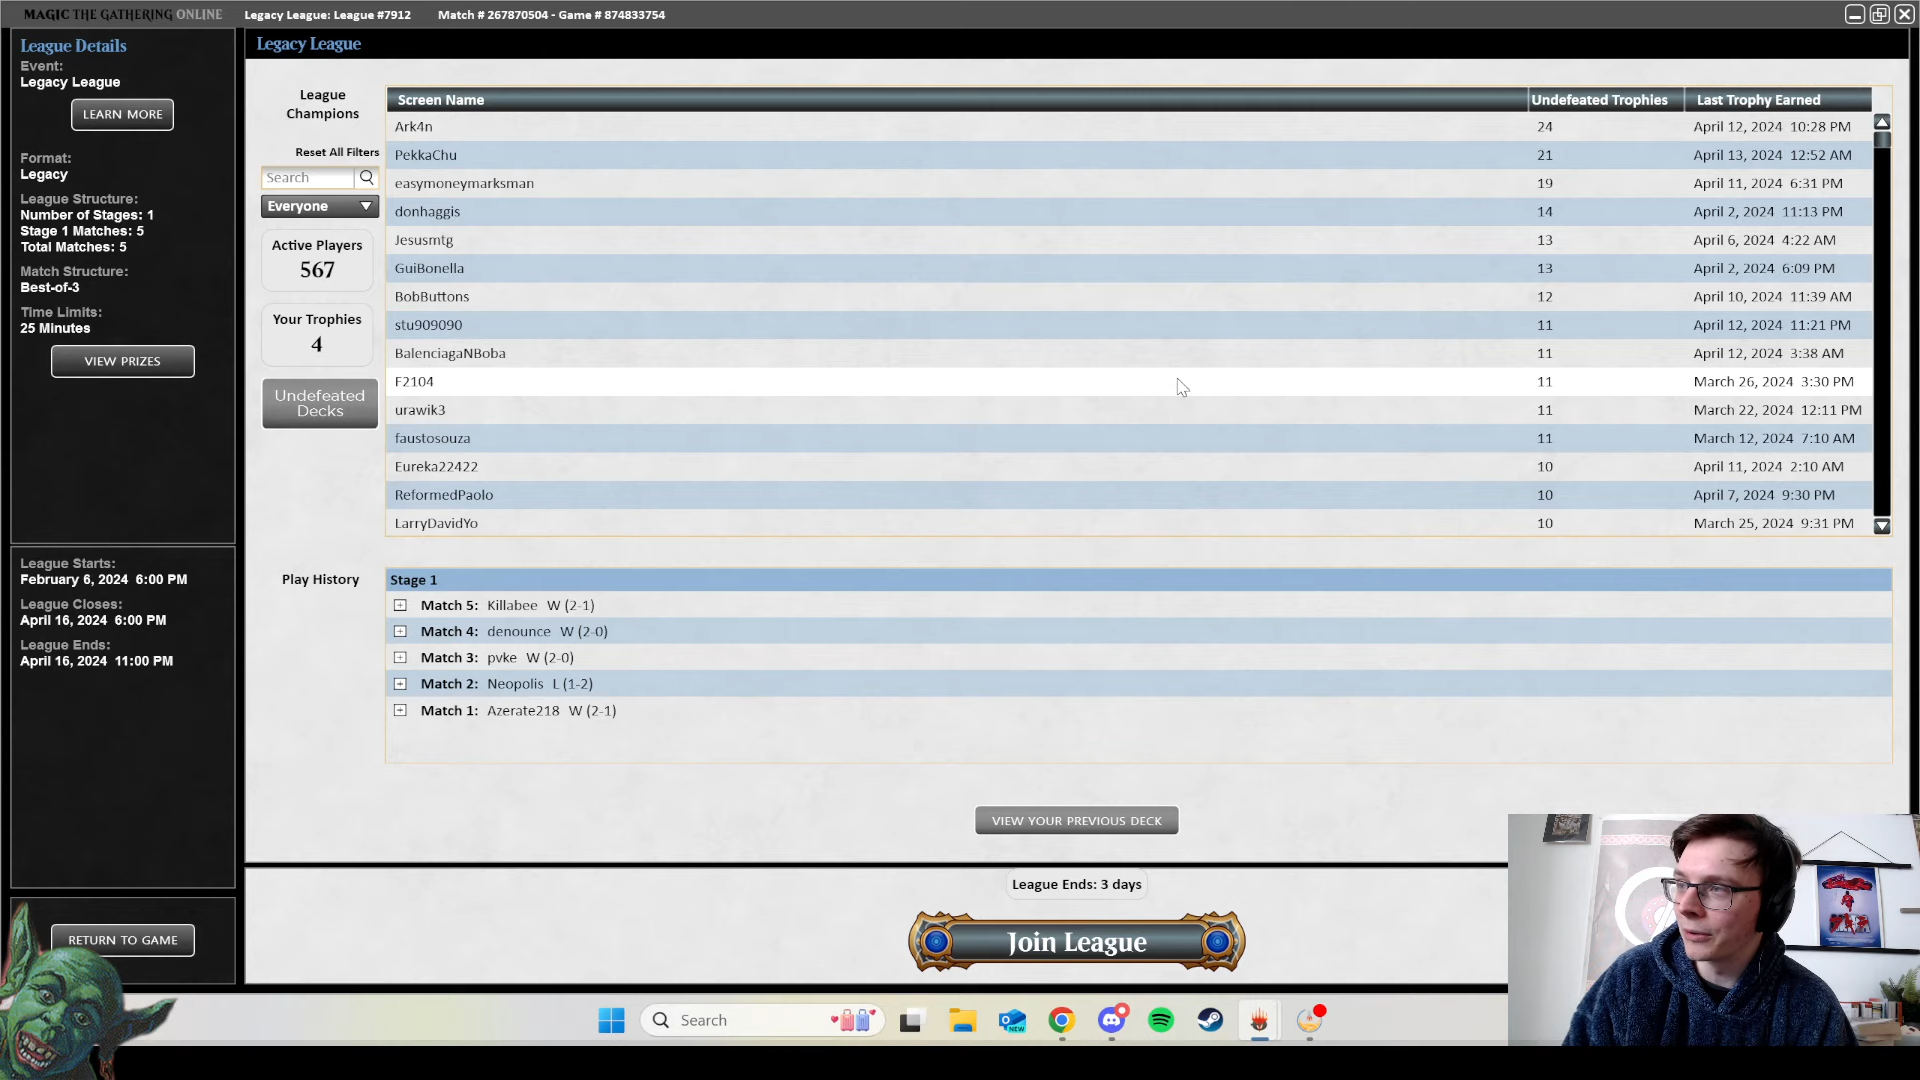 MAGIC THE GATHERING ONLINE
Legacy League: League #7912
Match # 267870504 - Game # 874833754
League Details
Event:
Legacy League
LEARN MORE
Format:
Legacy
League Structure:
Number of Stages: 1
Stage 1 Matches: 5
Total Matches: 5
Match Structure:
Best-of-3
Time Limits:
25 Minutes
VIEW PRIZES
League Starts:
February 6, 2024 6:00 PM
League Closes:
April 16, 2024 6:00 PM
League Ends:
April 16, 2024 11:00 PM
RETURN TO GAME
Legacy League
League
Champions
Reset All Filters
Search
Everyone
Active Players
567
Your Trophies
4
Undefeated
Decks
Screen Name Undefeated Trophies Last Trophy Earned
Ark4n 24 April 12, 2024 10:28 PM
PekkaChu 21 April 13, 2024 12:52 AM
easymoneymarksman 19 April 11, 2024 6:31 PM
donhaggis 14 April 2, 2024 11:13 PM
Jesusmtg 13 April 6, 2024 4:22 AM
GuiBonella 13 April 2, 2024 6:09 PM
BobButtons 12 April 10, 2024 11:39 AM
stu909090 11 April 12, 2024 11:21 PM
BalenciagaNBoba 11 April 12, 2024 3:38 AM
F2104 11 March 26, 2024 3:30 PM
urawik3 11 March 22, 2024 12:11 PM
faustosouza 11 March 12, 2024 7:10 AM
Eureka22422 10 April 11, 2024 2:10 AM
ReformedPaolo 10 April 7, 2024 9:30 PM
LarryDavidYo 10 March 25, 2024 9:31 PM
Play History
Stage 1
Match 5: Killabee W (2-1)
Match 4: denounce W (2-0)
Match 3: pvke W (2-0)
Match 2: Neopolis L (1-2)
Match 1: Azerate218 W (2-1)
VIEW YOUR PREVIOUS DECK
League Ends: 3 days
Join League
Search
NEW